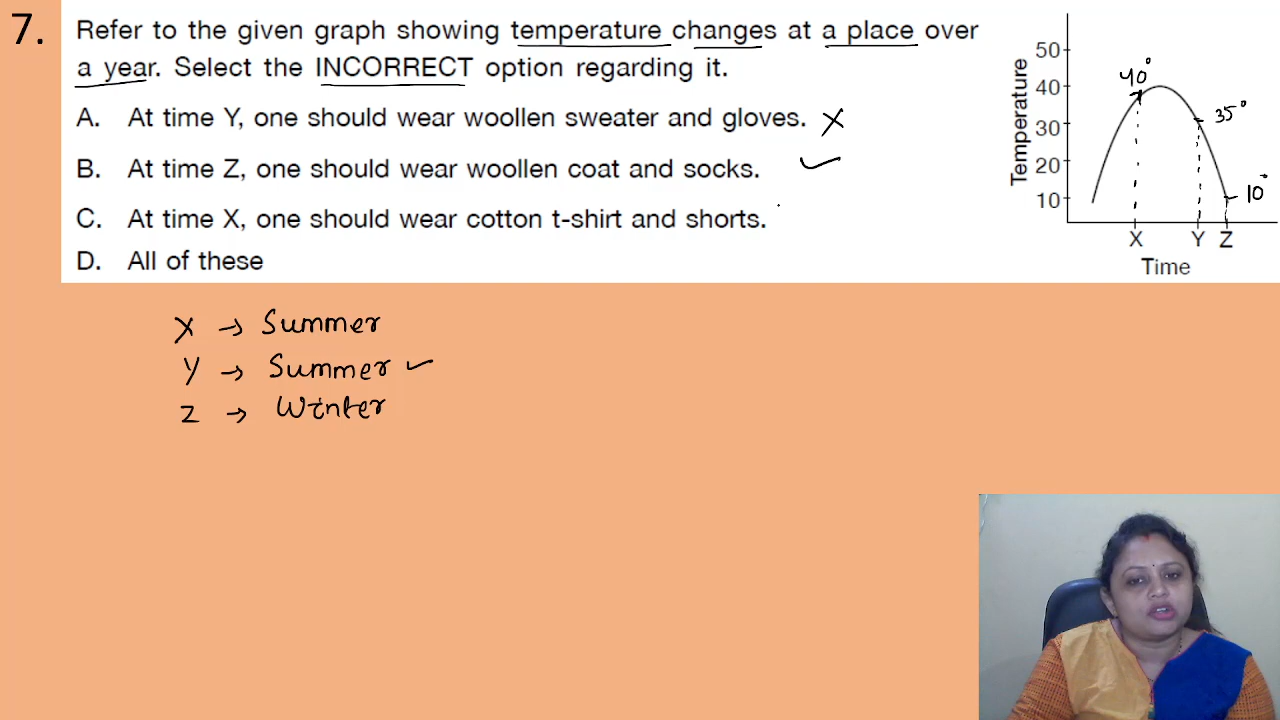 7. Refer to the given graph showing temperature changes at a place over
a year. Select the INCORRECT option regarding it.
A. At time Y, one should wear woollen sweater and gloves. X
B. At time Z, one should wear woollen coat and socks. ✓
C. At time X, one should wear cotton t-shirt and shorts.
D. All of these
Temperature
50
40
30
20
10
40°
35°
10°
X Y Z
Time
X → Summer
Y → Summer ✓
Z → Winter